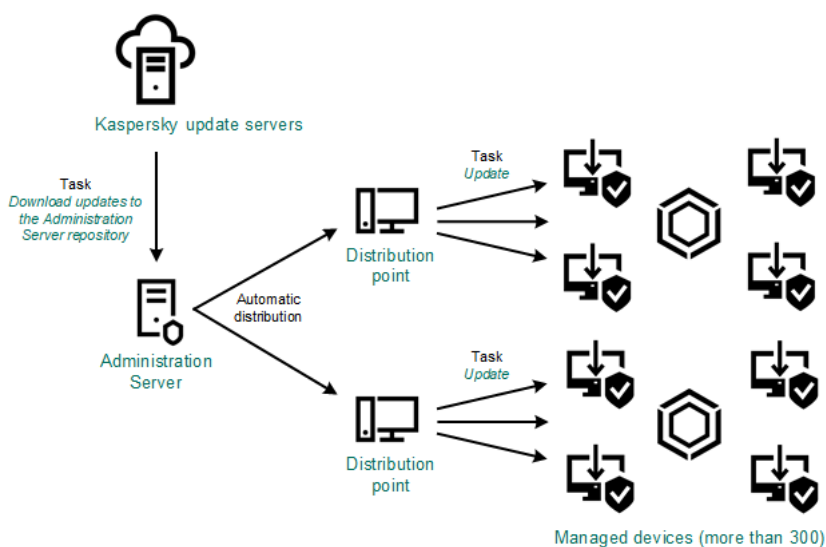 Kaspersky update servers
Task
Download updates to
the Administration
Server repository
Administration
Server
Automatic
distribution
Distribution
point
Task
Update
Distribution
point
Task
Update
Managed devices (more than 300)